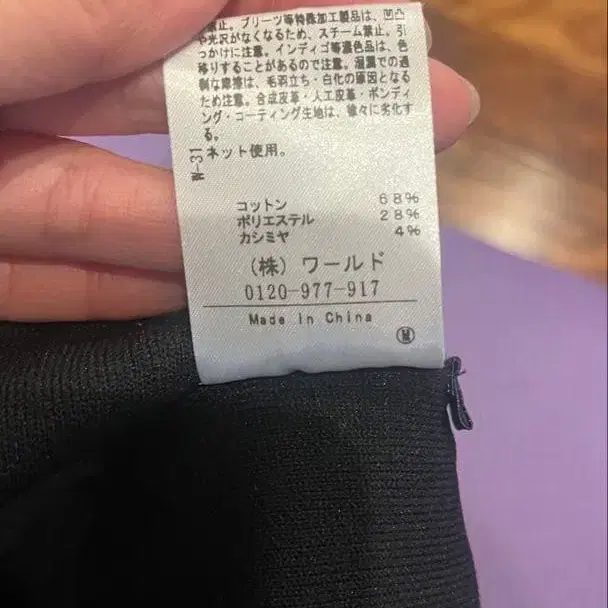 禁止。プリーツ等特殊加工製品は、凹凸
や光沢がなくなるため、スチーム禁止。引
っかけに注意。インディゴ等濃色品は、色
移りすることがあるので注意。湿潤での過
剰な摩擦は、毛羽立ち・白化の原因となる
ため注意。合成皮革・人工皮革・ボンディ
ング・コーティング生地は、徐々に劣化す
る。
W-31
ネット使用。
コットン 68%
ポリエステル 28%
カシミヤ 4%
(株) ワールド
0120-977-917
Made in China
M